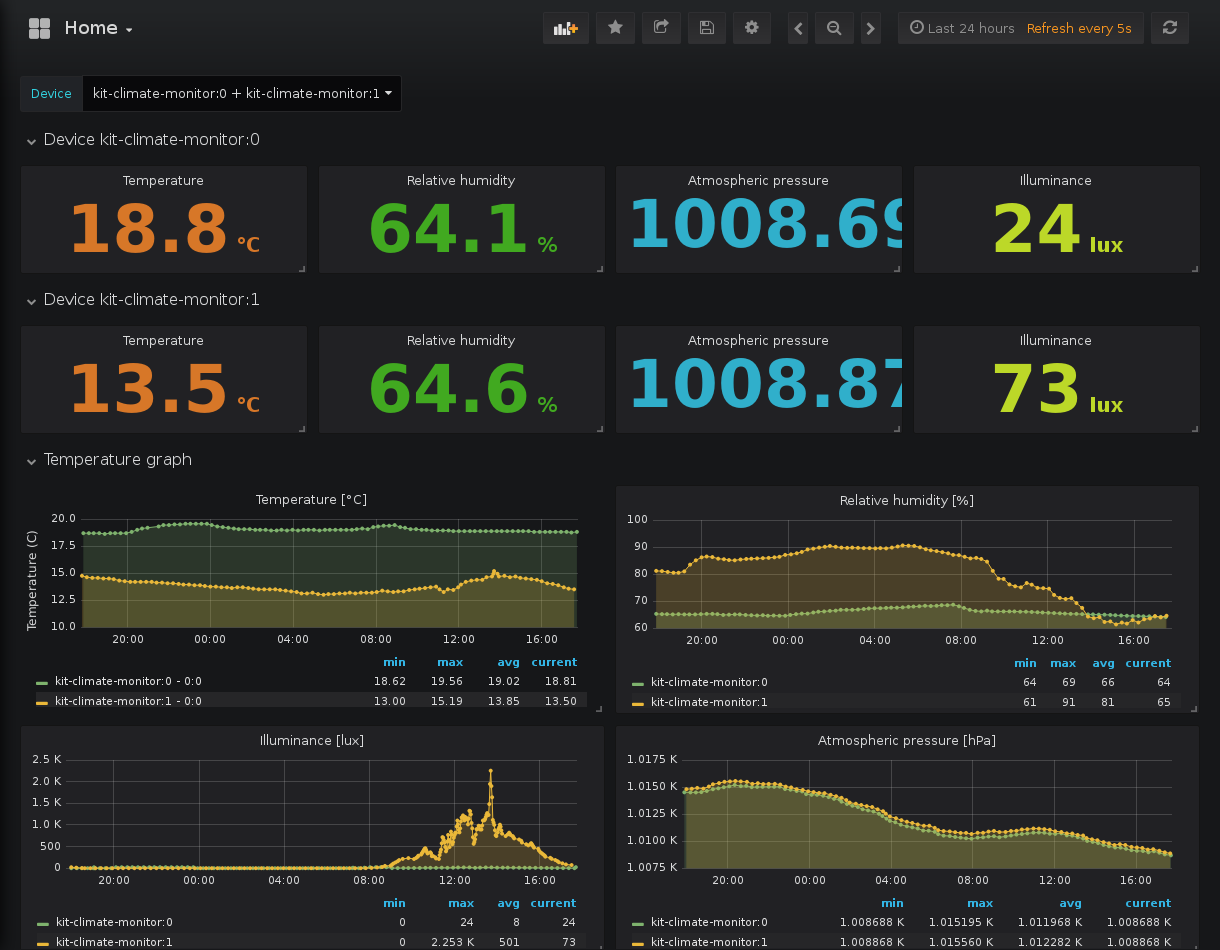 Home
Last 24 hours Refresh every 5s
Device kit-climate-monitor:0 + kit-climate-monitor:1
Device kit-climate-monitor:0
Temperature Relative humidity Atmospheric pressure Illuminance
18.8 °C 64.1 % 1008.69 24 lux
Device kit-climate-monitor:1
Temperature Relative humidity Atmospheric pressure Illuminance
13.5 °C 64.6 % 1008.87 73 lux
Temperature graph
Temperature [°C]
Temperature (C)
20.0
17.5
15.0
12.5
10.0
20:00 00:00 04:00 08:00 12:00 16:00
min max avg current
kit-climate-monitor:0 - 0:0 18.62 19.56 19.02 18.81
kit-climate-monitor:1 - 0:0 13.00 15.19 13.85 13.50
Relative humidity [%]
100
90
80
70
60
20:00 00:00 04:00 08:00 12:00 16:00
min max avg current
kit-climate-monitor:0 64 69 66 64
kit-climate-monitor:1 61 91 81 65
Illuminance [lux]
2.5 K
2.0 K
1.5 K
1.0 K
500
0
20:00 00:00 04:00 08:00 12:00 16:00
min max avg current
kit-climate-monitor:0 0 24 8 24
kit-climate-monitor:1 0 2.253 K 501 73
Atmospheric pressure [hPa]
1.0175 K
1.0150 K
1.0125 K
1.0100 K
1.0075 K
20:00 00:00 04:00 08:00 12:00 16:00
min max avg current
kit-climate-monitor:0 1.008688 K 1.015195 K 1.011968 K 1.008688 K
kit-climate-monitor:1 1.008868 K 1.015560 K 1.012282 K 1.008868 K